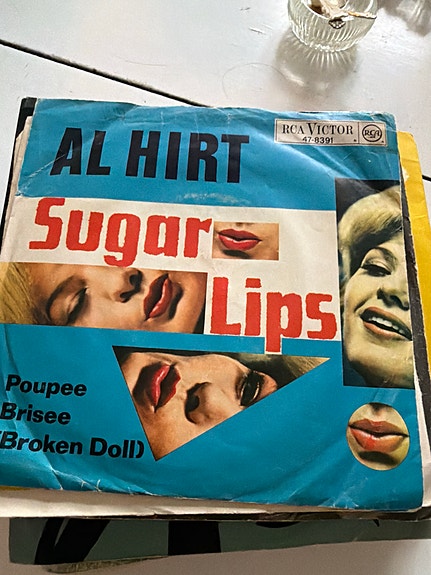 AL HIRT
RCA VICTOR
47-8391
RCA
Sugar
Lips
Poupee
Brisee
(Broken Doll)